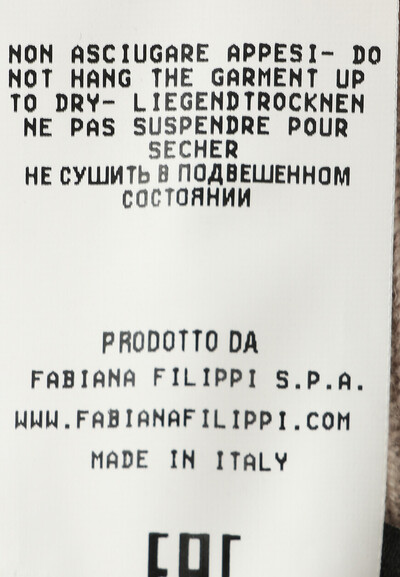 NON ASCIUGARE APPESI- DO
NOT HANG THE GARMENT UP
TO DRY- LIEGENDTROCKNEN
NE PAS SUSPENDRE POUR
SECHER
НЕ СУШИТЬ В ПОДВЕШЕННОМ
СОСТОЯНИИ
PRODOTTO DA
FABIANA FILIPPI S.P.A.
WWW.FABIANAFILIPPI.COM
MADE IN ITALY